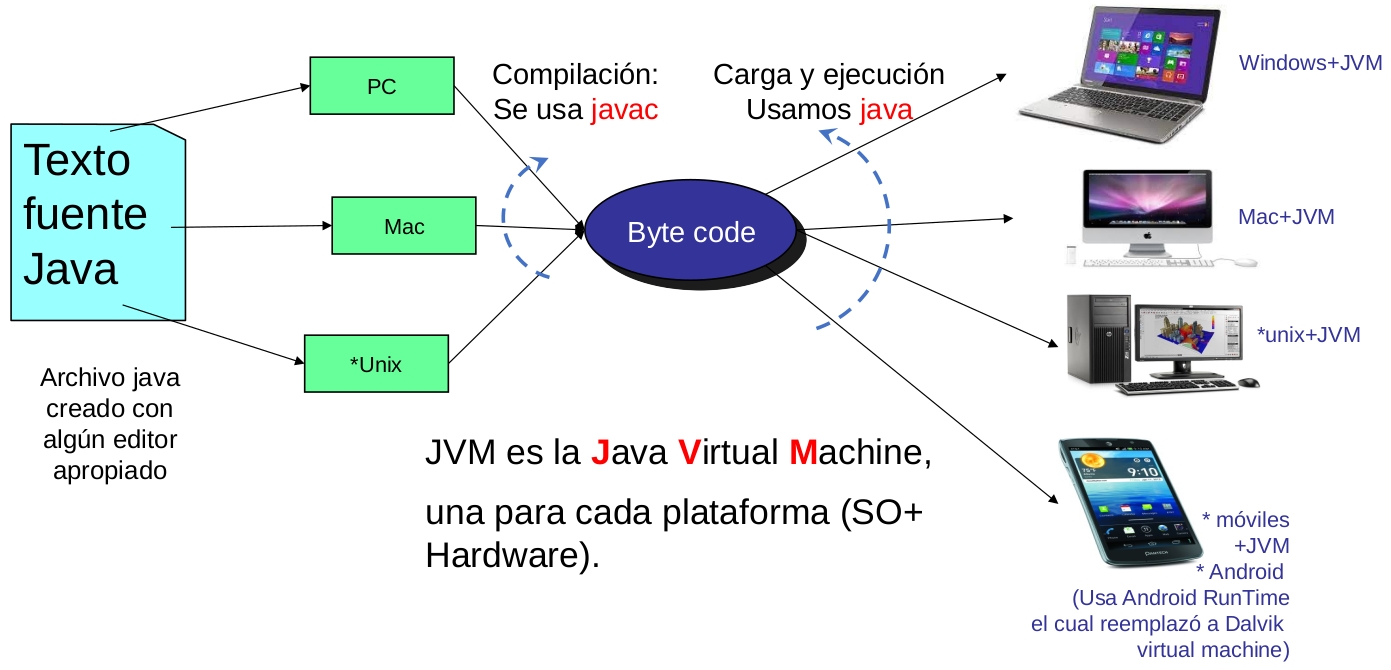 Texto
fuente
Java
Archivo java
creado con
algún editor
apropiado
PC
Mac
*Unix
Compilación:
Se usa javac
Carga y ejecución
Usamos java
Byte code
JVM es la Java Virtual Machine,
una para cada plataforma (SO+
Hardware).
Windows+JVM
Mac+JVM
*unix+JVM
9:10
PANTECH
* móviles
+JVM
* Android
(Usa Android RunTime
el cual reemplazó a Dalvik
virtual machine)